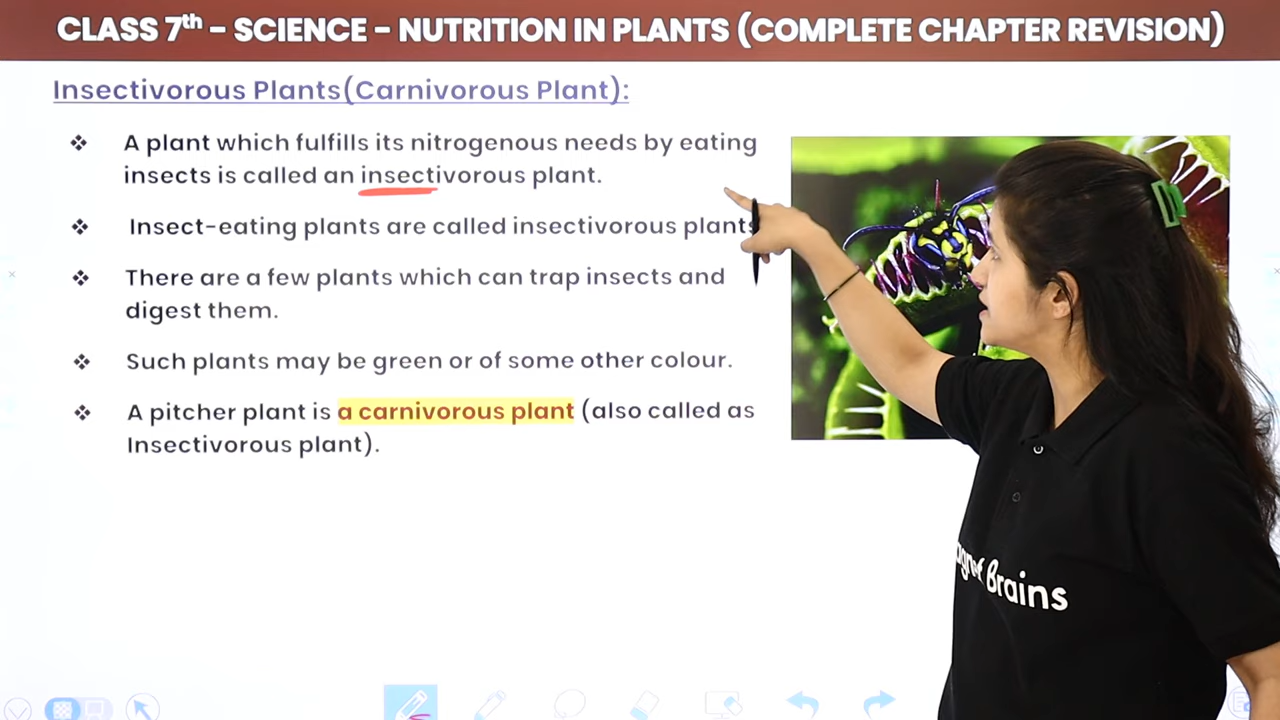 CLASS 7th – SCIENCE – NUTRITION IN PLANTS (COMPLETE CHAPTER REVISION)
Insectivorous Plants(Carnivorous Plant):
❖ A plant which fulfills its nitrogenous needs by eating
insects is called an insectivorous plant.
❖ Insect-eating plants are called insectivorous plants
❖ There are a few plants which can trap insects and
digest them.
❖ Such plants may be green or of some other colour.
❖ A pitcher plant is a carnivorous plant (also called as
Insectivorous plant).
Brains